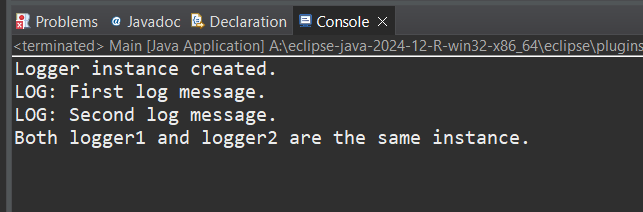 Problems @ Javadoc Declaration Console
<terminated> Main [Java Application] A:\eclipse-java-2024-12-R-win32-x86_64\eclipse\plugins
Logger instance created.
LOG: First log message.
LOG: Second log message.
Both logger1 and logger2 are the same instance.